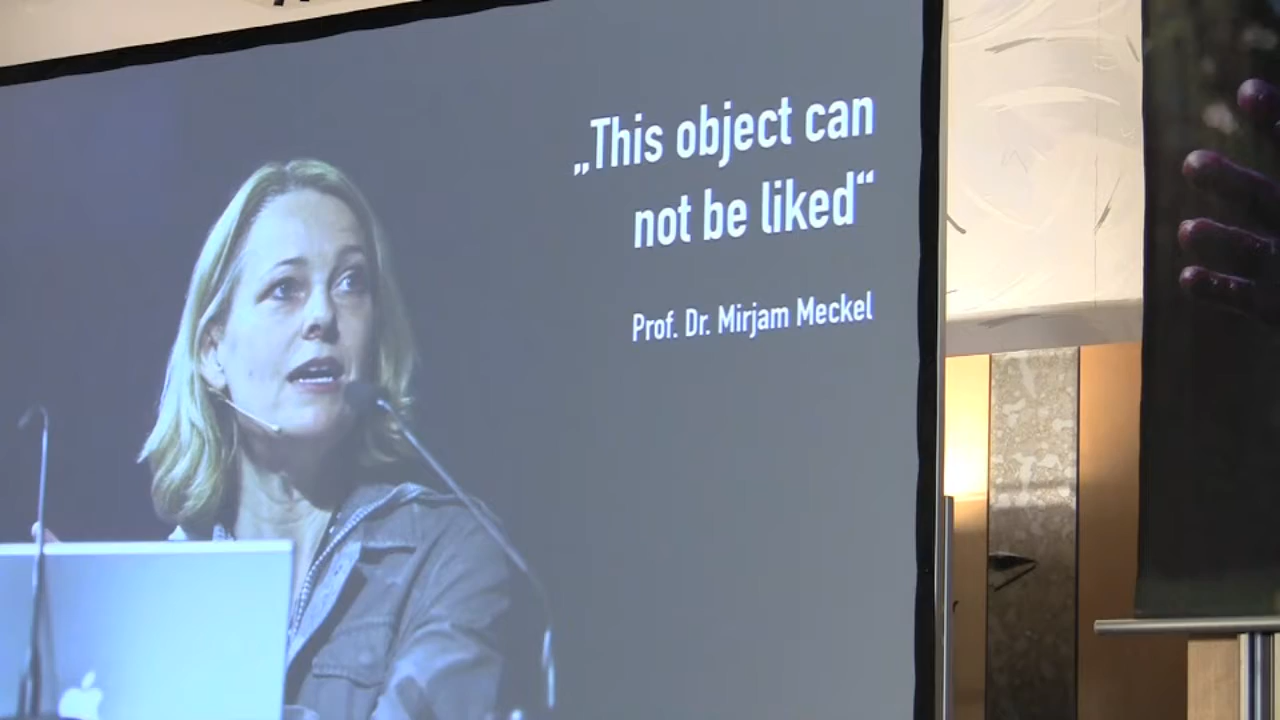 „This object can
not be liked“
Prof. Dr. Mirjam Meckel